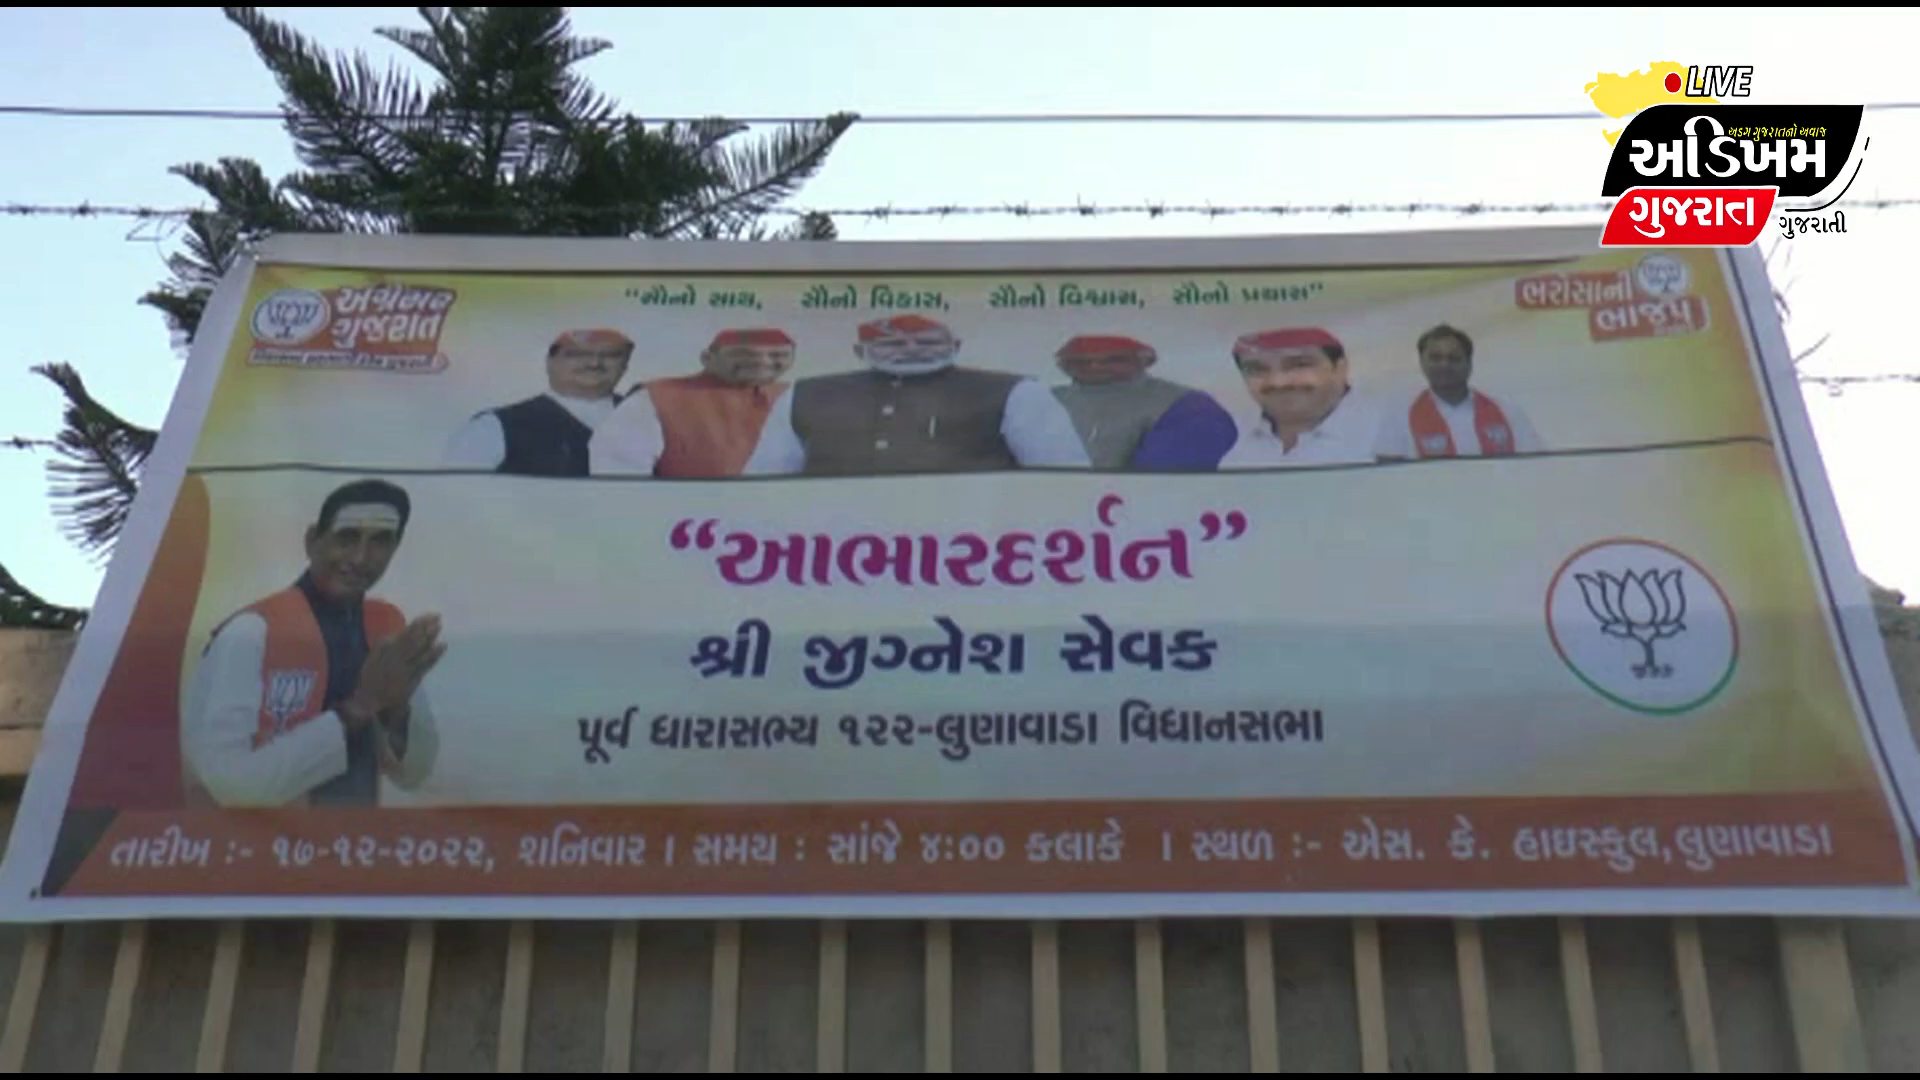 LIVE
અડગ ગુજરાતનો અવાજ
અડિખમ
ગુજરાત
ગુજરાતી
અગ્રેસર
ગુજરાત
"સૌનો સાથ, સૌનો વિકાસ, સૌનો વિશ્વાસ, સૌનો પ્રયાસ"
ભરોસાની
ભાજપ
"આભારદર્શન"
શ્રી જીગ્નેશ સેવક
પૂર્વ ધારાસભ્ય ૧૨૨-લુણાવાડા વિધાનસભા
ભાજપ
તારીખ :- ૧૭-૧૨-૨૦૨૨, શનિવાર । સમય : સાંજે ૪:૦૦ કલાકે । સ્થળ :- એસ. કે. હાઇસ્કુલ,લુણાવાડા